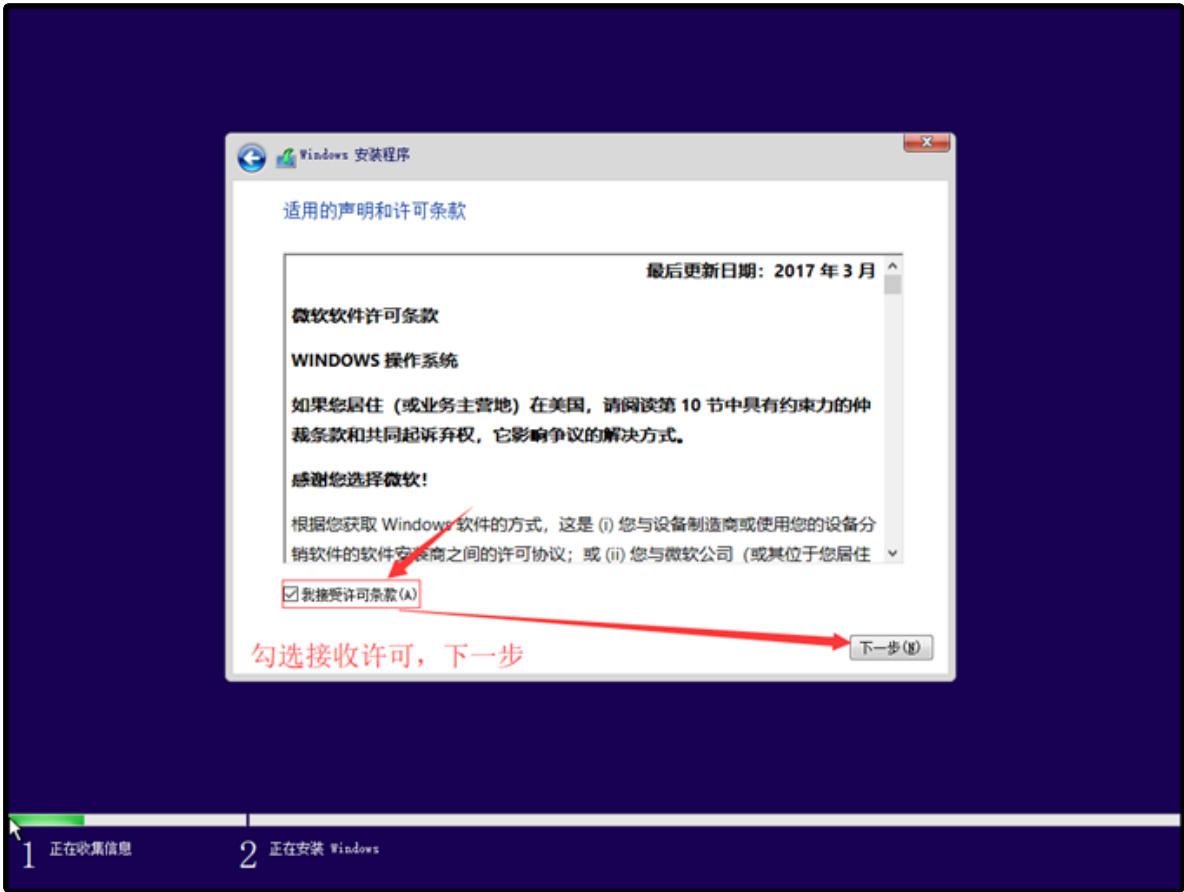 Windows 安装程序
适用的声明和许可条款
最后更新日期：2017 年 3 月
微软软件许可条款
WINDOWS 操作系统
如果您居住（或业务主营地）在美国，请阅读第 10 节中具有约束力的仲
裁条款和共同起诉弃权，它影响争议的解决方式。
感谢您选择微软！
根据您获取 Windows 软件的方式，这是 (i) 您与设备制造商或使用您的设备分
销软件的软件安装商之间的许可协议；或 (ii) 您与微软公司（或其位于您居住
我接受许可条款(A)
下一步(N)
勾选接收许可，下一步
1 正在收集信息
2 正在安装 Windows